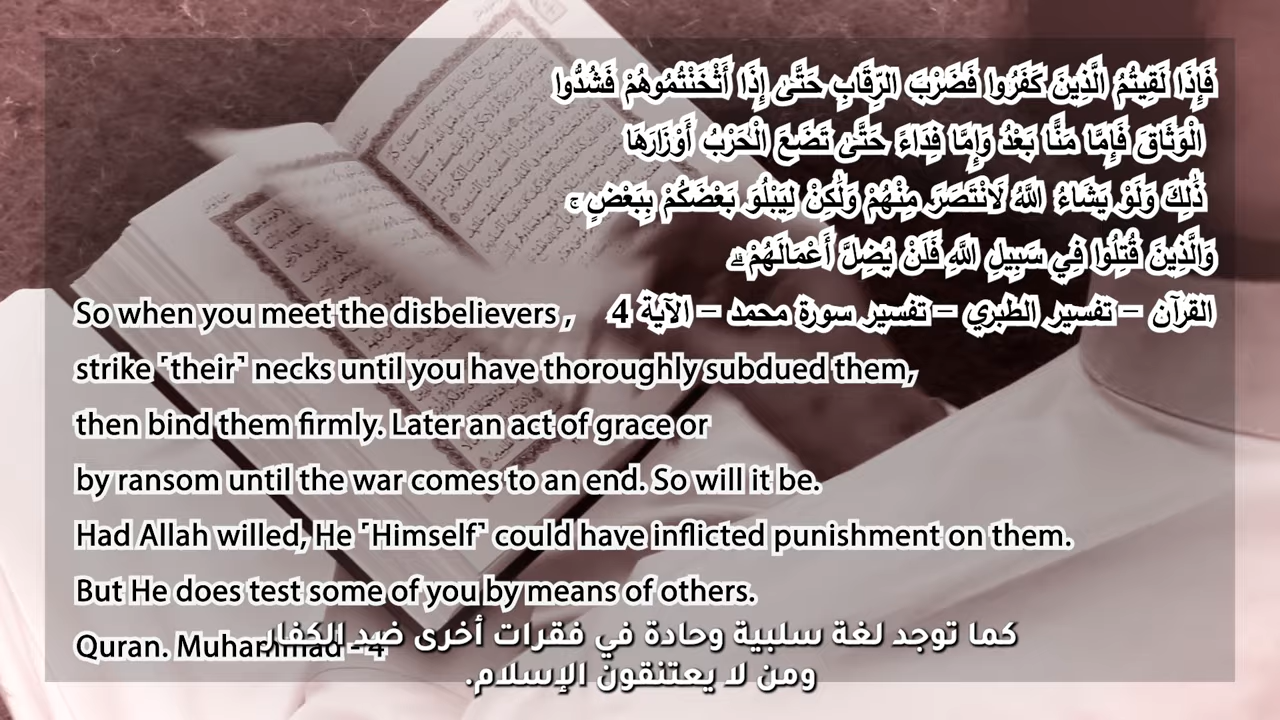 فَإِذَا لَقِيتُمُ الَّذِينَ كَفَرُوا فَضَرْبَ الرِّقَابِ حَتَّىٰ إِذَا أَثْخَنْتُمُوهُمْ فَشُدُّوا
الْوَثَاقَ فَإِمَّا مَنًّا بَعْدُ وَإِمَّا فِدَاءً حَتَّىٰ تَضَعَ الْحَرْبُ أَوْزَارَهَا
ذَٰلِكَ وَلَوْ يَشَاءُ اللَّهُ لَانْتَصَرَ مِنْهُمْ وَلَٰكِنْ لِيَبْلُوَ بَعْضَكُمْ بِبَعْضٍ ۚ
وَالَّذِينَ قُتِلُوا فِي سَبِيلِ اللَّهِ فَلَنْ يُضِلَّ أَعْمَالَهُمْ
القرآن – تفسير الطبري – تفسير سورة محمد – الآية 4
So when you meet the disbelievers ,
strike ˹their˺ necks until you have thoroughly subdued them,
then bind them firmly. Later an act of grace or
by ransom until the war comes to an end. So will it be.
Had Allah willed, He ˹Himself˺ could have inflicted punishment on them.
But He does test some of you by means of others.
Quran. Muhammad - 4
كما توجد لغة سلبية وحادة في فقرات أخرى ضد الكفار
ومن لا يعتنقون الإسلام.